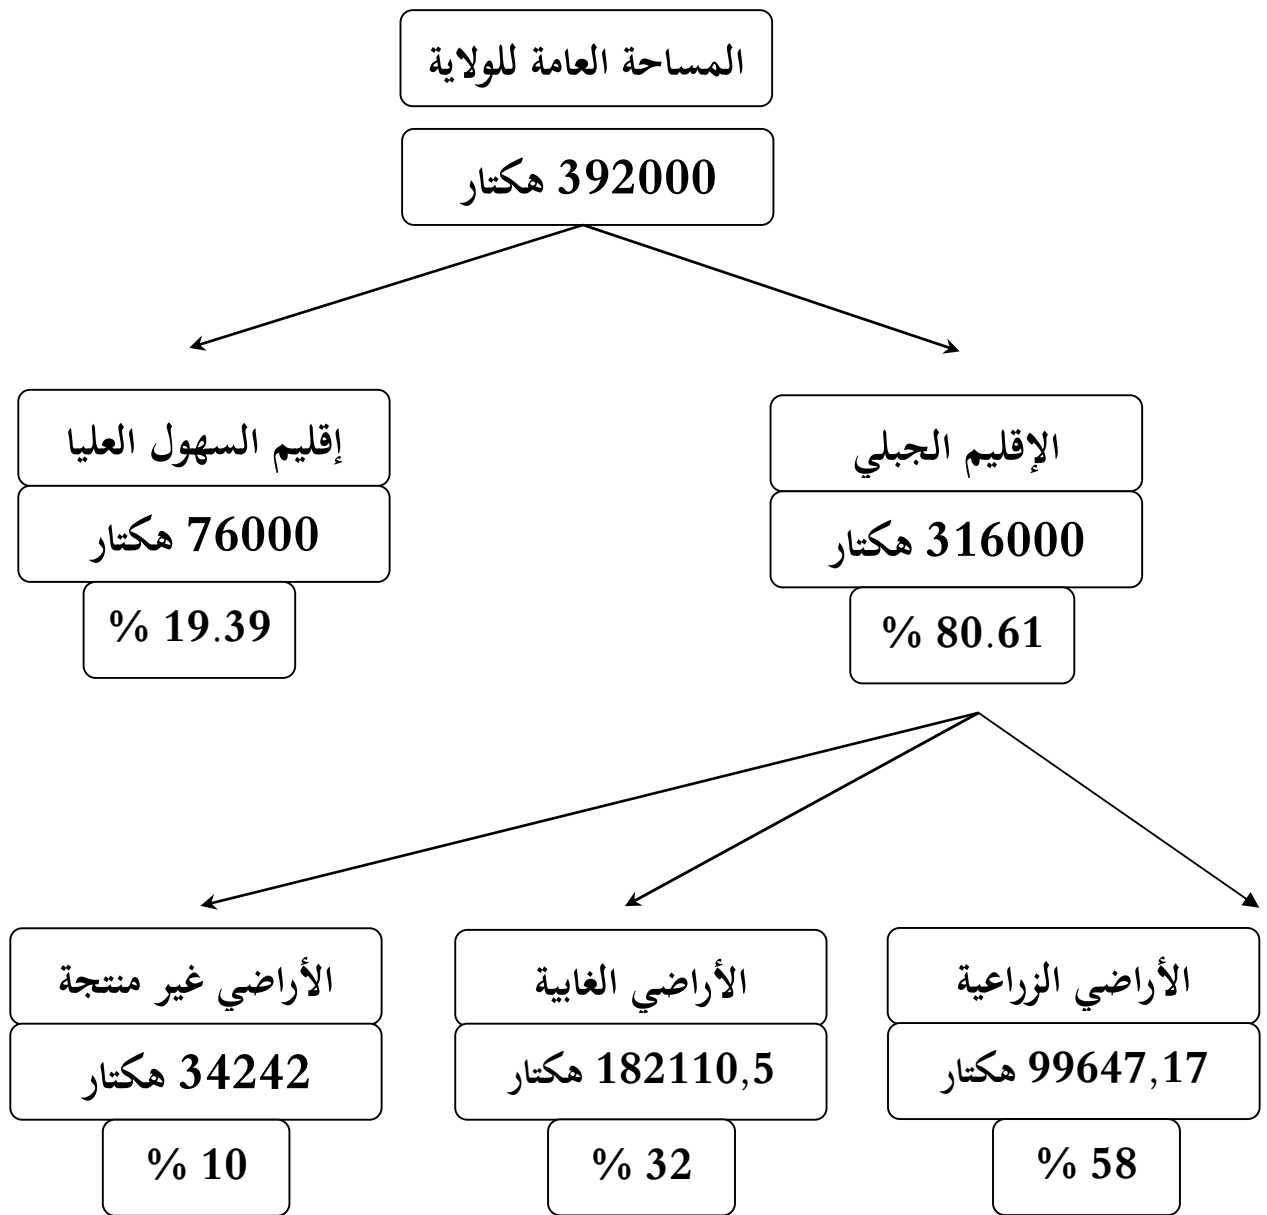 المساحة العامة للولاية
392000 هكتار
الإقليم الجبلي
316000 هكتار
80.61 %
إقليم السهول العليا
76000 هكتار
19.39 %
الأراضي الزراعية
99647,17 هكتار
58 %
الأراضي الغابية
182110,5 هكتار
32 %
الأراضي غير منتجة
34242 هكتار
10 %